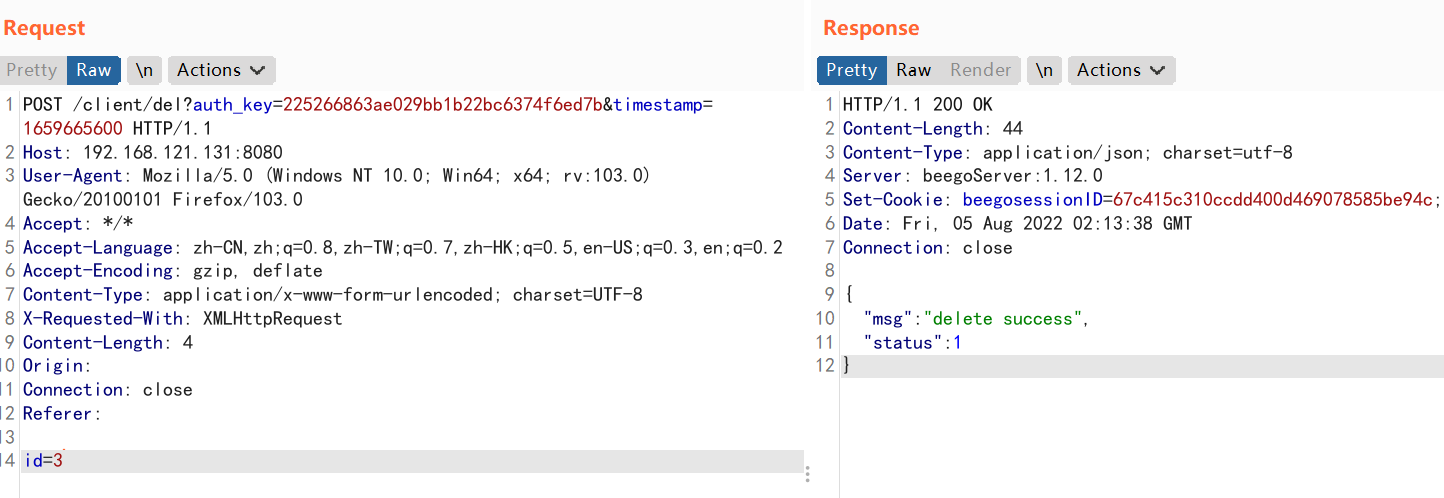 Request
Pretty Raw \n Actions
1 POST /client/del?auth_key=225266863ae029bb1b22bc6374f6ed7b&timestamp=
1659665600 HTTP/1.1
2 Host: 192.168.121.131:8080
3 User-Agent: Mozilla/5.0 (Windows NT 10.0; Win64; x64; rv:103.0)
Gecko/20100101 Firefox/103.0
4 Accept: */*
5 Accept-Language: zh-CN,zh;q=0.8,zh-TW;q=0.7,zh-HK;q=0.5,en-US;q=0.3,en;q=0.2
6 Accept-Encoding: gzip, deflate
7 Content-Type: application/x-www-form-urlencoded; charset=UTF-8
8 X-Requested-With: XMLHttpRequest
9 Content-Length: 4
10 Origin:
11 Connection: close
12 Referer:
13
14 id=3
Response
Pretty Raw Render \n Actions
1 HTTP/1.1 200 OK
2 Content-Length: 44
3 Content-Type: application/json; charset=utf-8
4 Server: beegoServer:1.12.0
5 Set-Cookie: beegosessionID=67c415c310ccdd400d469078585be94c;
6 Date: Fri, 05 Aug 2022 02:13:38 GMT
7 Connection: close
8
9 {
10 "msg":"delete success",
11 "status":1
12 }